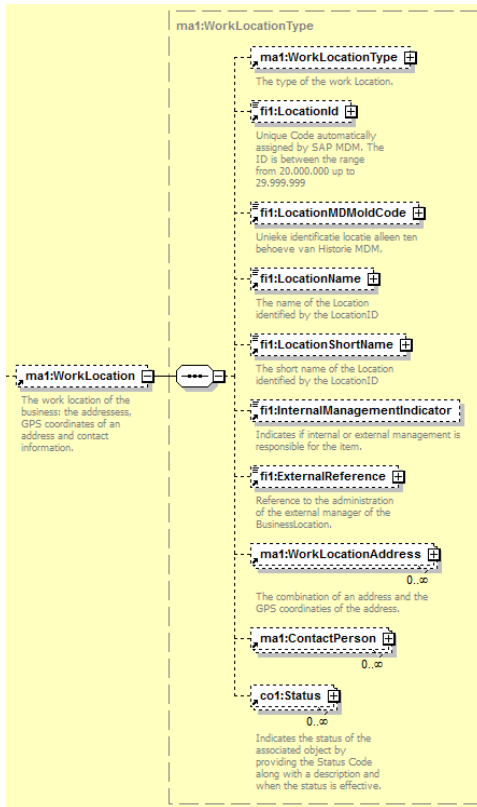 ma1:WorkLocationType
ma1:WorkLocationType
The type of the work Location.
fi1:LocationId
Unique Code automatically
assigned by SAP MDM. The
ID is between the range
from 20.000.000 up to
29.999.999
fi1:LocationMDMoldCode
Unieke identificatie locatie alleen ten
behoeve van Historie MDM.
fi1:LocationName
The name of the Location
identified by the LocationID
fi1:LocationShortName
The short name of the Location
identified by the LocationID
ma1:WorkLocation
The work location of the
business: the addressess,
GPS coordinates of an
address and contact
information.
fi1:InternalManagementIndicator
Indicates if internal or external management is
responsible for the item.
fi1:ExternalReference
Reference to the administration
of the external manager of the
BusinessLocation.
ma1:WorkLocationAddress
0..∞
The combination of an address and the
GPS coordinaties of the address.
ma1:ContactPerson
0..∞
co1:Status
0..∞
Indicates the status of the
associated object by
providing the Status Code
along with a description and
when the status is effective.